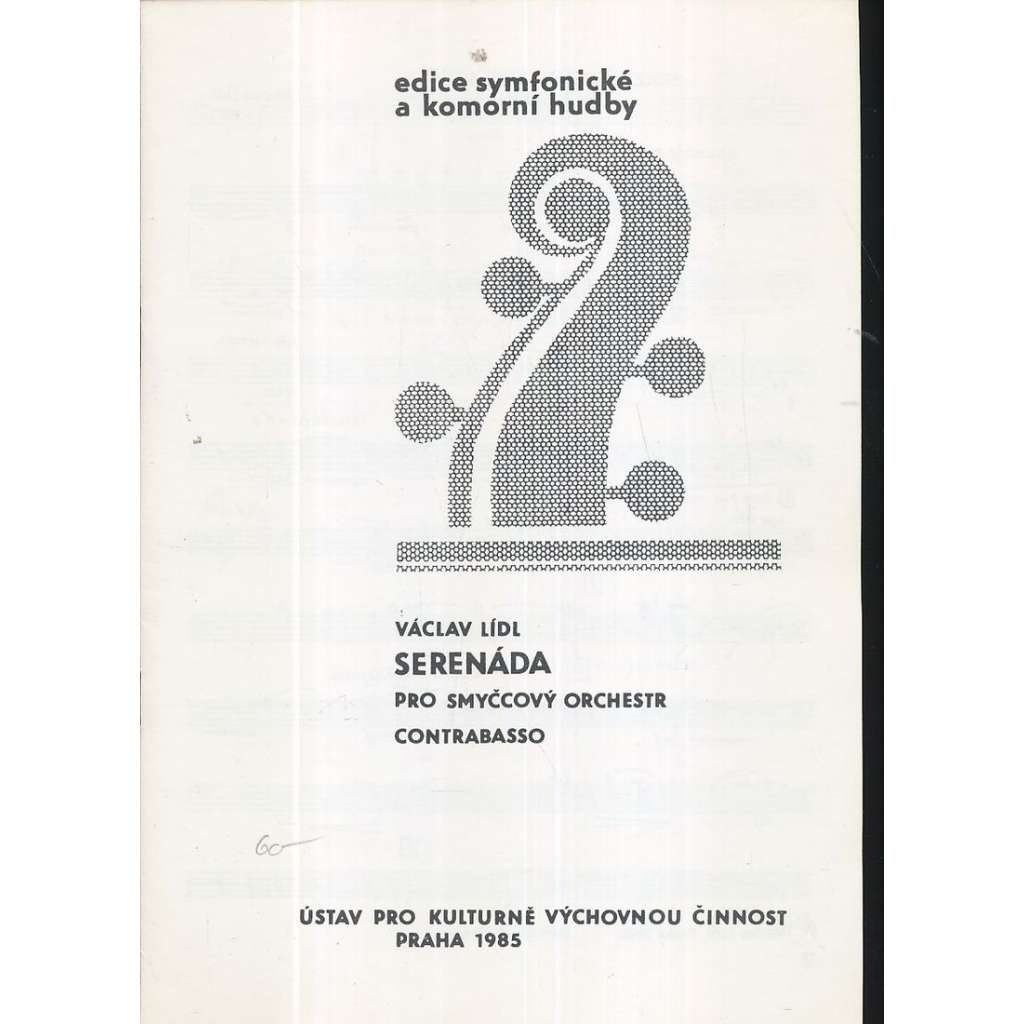 edice symfonické
a komorní hudby
VÁCLAV LÍDL
SERENÁDA
PRO SMYČCOVÝ ORCHESTR
CONTRABASSO
60—
ÚSTAV PRO KULTURNĚ VÝCHOVNOU ČINNOST
PRAHA 1985